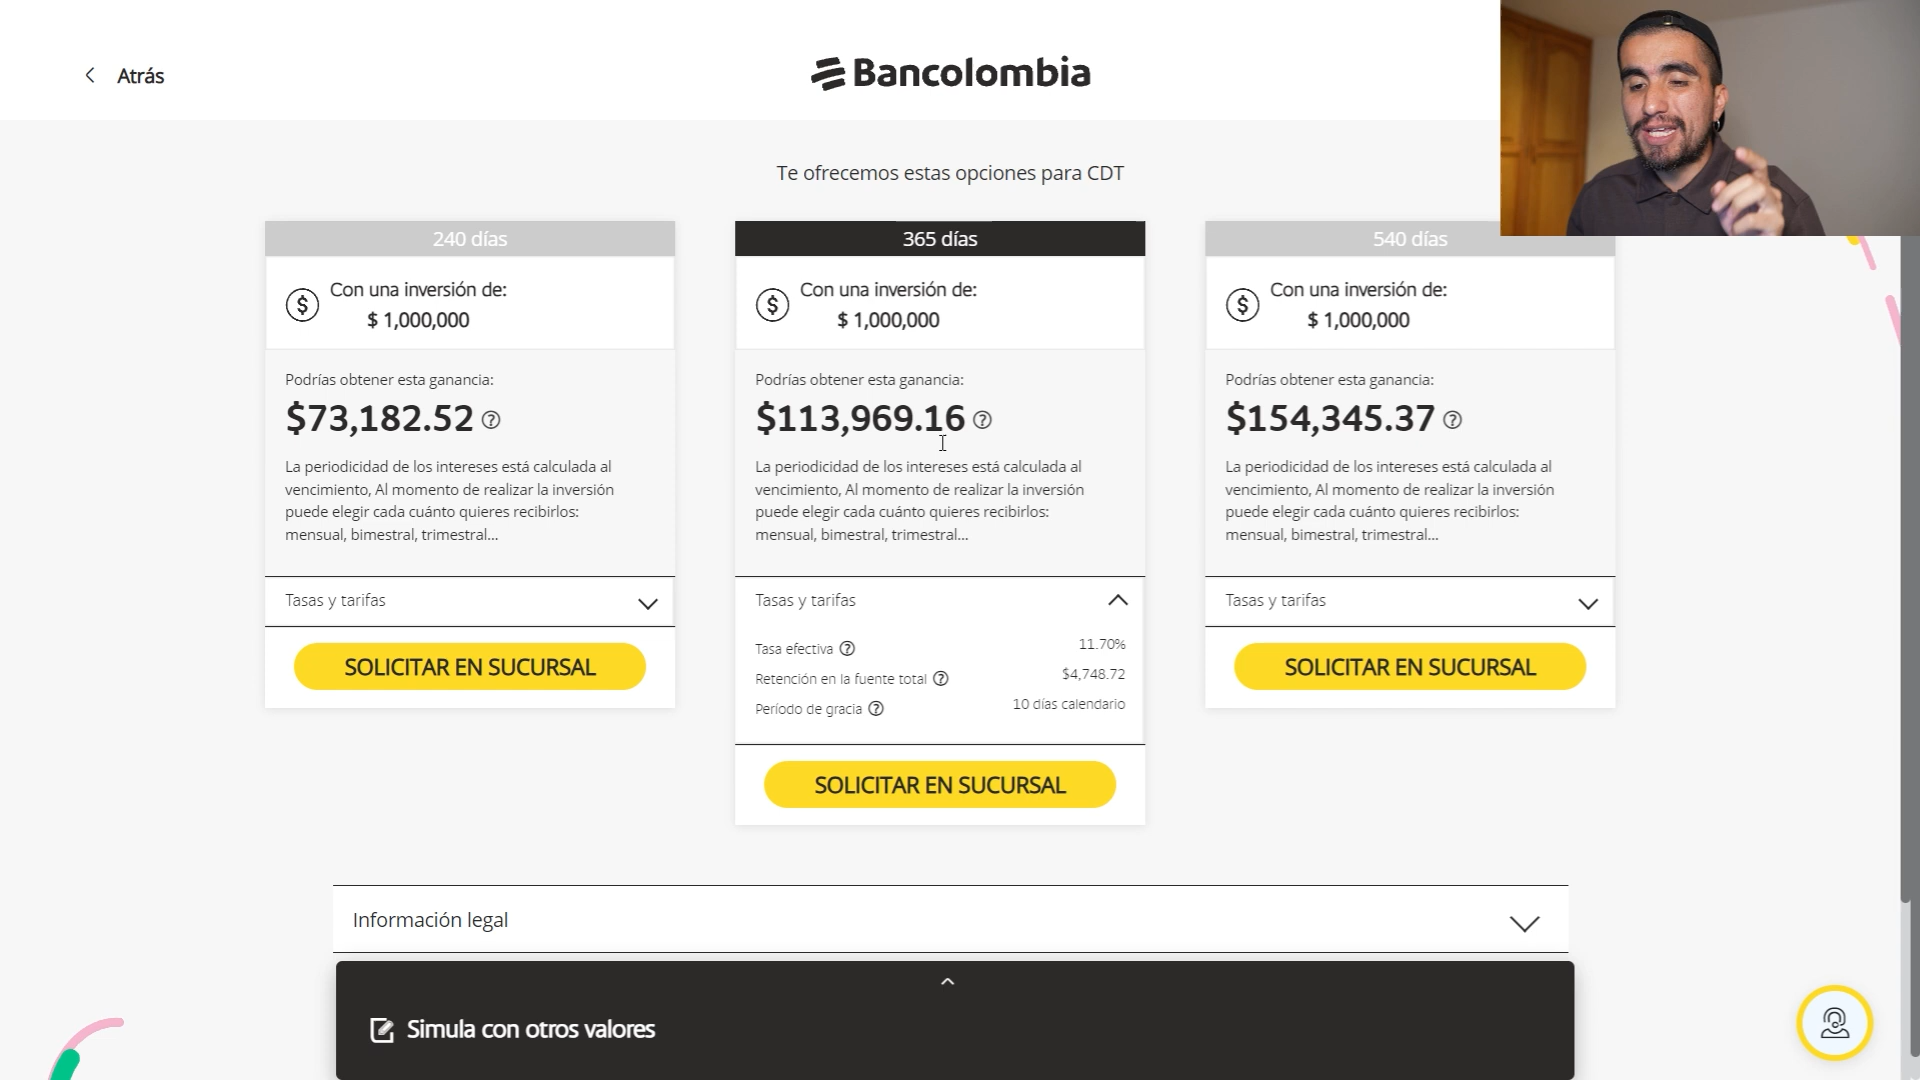 Atrás
Bancolombia
Te ofrecemos estas opciones para CDT
240 días
Con una inversión de:
$ 1,000,000
Podrías obtener esta ganancia:
$73,182.52
La periodicidad de los intereses está calculada al
vencimiento, Al momento de realizar la inversión
puede elegir cada cuánto quieres recibirlos:
mensual, bimestral, trimestral...
Tasas y tarifas
SOLICITAR EN SUCURSAL
365 días
Con una inversión de:
$ 1,000,000
Podrías obtener esta ganancia:
$113,969.16
La periodicidad de los intereses está calculada al
vencimiento, Al momento de realizar la inversión
puede elegir cada cuánto quieres recibirlos:
mensual, bimestral, trimestral...
Tasas y tarifas
Tasa efectiva 11.70%
Retención en la fuente total $4,748.72
Período de gracia 10 días calendario
SOLICITAR EN SUCURSAL
540 días
Con una inversión de:
$ 1,000,000
Podrías obtener esta ganancia:
$154,345.37
La periodicidad de los intereses está calculada al
vencimiento, Al momento de realizar la inversión
puede elegir cada cuánto quieres recibirlos:
mensual, bimestral, trimestral...
Tasas y tarifas
SOLICITAR EN SUCURSAL
Información legal
Simula con otros valores